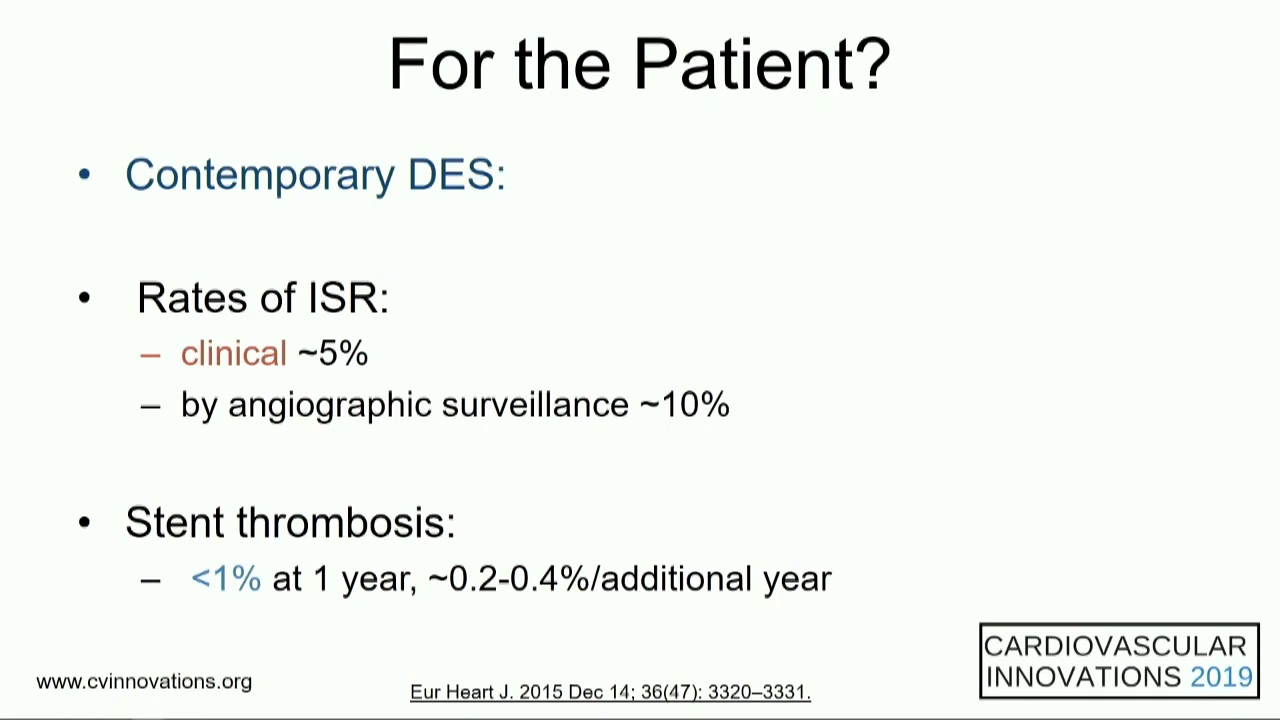 For the Patient?
• Contemporary DES:
• Rates of ISR:
– clinical ~5%
– by angiographic surveillance ~10%
• Stent thrombosis:
– <1% at 1 year, ~0.2-0.4%/additional year
www.cvinnovations.org
Eur Heart J. 2015 Dec 14; 36(47): 3320–3331.
CARDIOVASCULAR
INNOVATIONS 2019